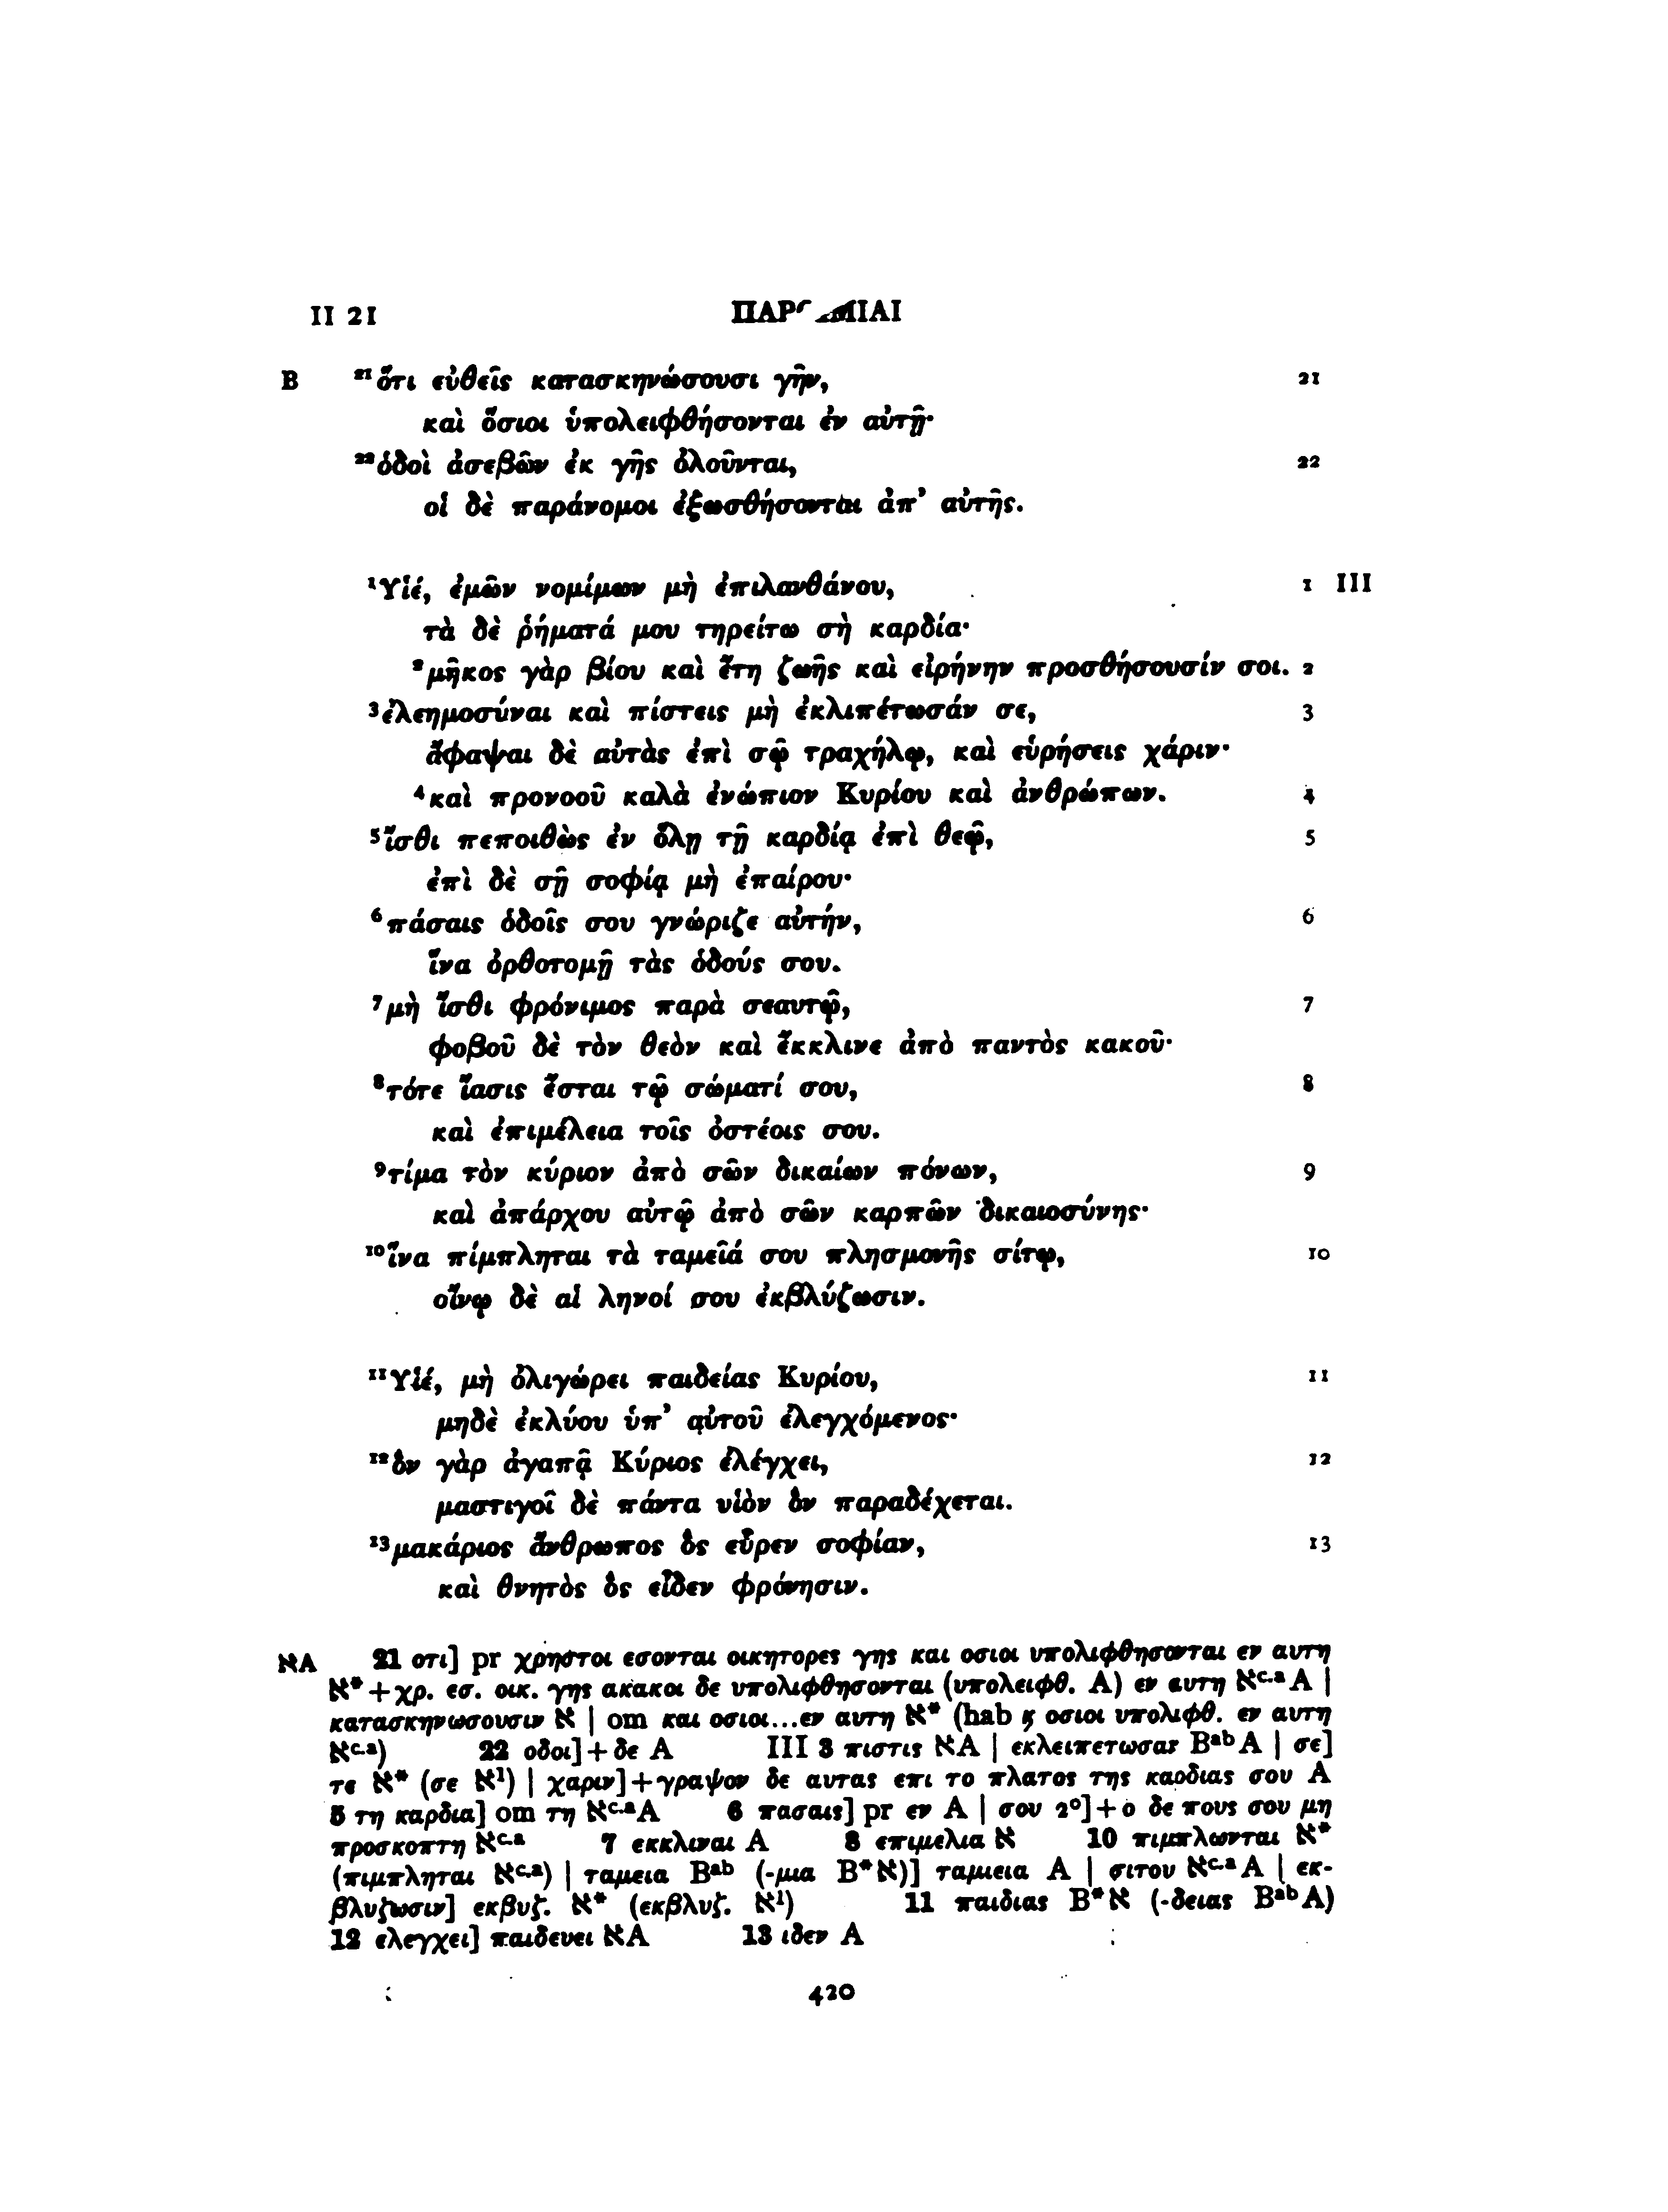 II 21 ΠΑΡΟΙΜΙΑΙ
B ²¹ὅτι εὐθεῖς κατασκηνώσουσι γῆν, 21
καὶ ὅσιοι ὑπολειφθήσονται ἐν αὐτῇ·
²²ὁδοὶ ἀσεβῶν ἐκ γῆς ὀλοῦνται, 22
οἱ δὲ παράνομοι ἐξωσθήσονται ἀπ’ αὐτῆς.
¹Υἱέ, ἐμῶν νομίμων μὴ ἐπιλανθάνου, 1 III
τὰ δὲ ῥήματά μου τηρείτω σὴ καρδία·
²μῆκος γὰρ βίου καὶ ἔτη ζωῆς καὶ εἰρήνην προσθήσουσίν σοι. 2
³ἐλεημοσύναι καὶ πίστεις μὴ ἐκλιπέτωσάν σε, 3
ἄφαψαι δὲ αὐτὰς ἐπὶ σῷ τραχήλῳ, καὶ εὑρήσεις χάριν·
⁴καὶ προνοοῦ καλὰ ἐνώπιον Κυρίου καὶ ἀνθρώπων. 4
⁵ἴσθι πεποιθὼς ἐν ὅλῃ τῇ καρδίᾳ ἐπὶ θεῷ, 5
ἐπὶ δὲ σῇ σοφίᾳ μὴ ἐπαίρου·
⁶πάσαις ὁδοῖς σου γνώριζε αὐτήν, 6
ἵνα ὀρθοτομῇ τὰς ὁδούς σου.
⁷μὴ ἴσθι φρόνιμος παρὰ σεαυτῷ, 7
φοβοῦ δὲ τὸν θεὸν καὶ ἔκκλινε ἀπὸ παντὸς κακοῦ·
⁸τότε ἴασις ἔσται τῷ σώματί σου, 8
καὶ ἐπιμέλεια τοῖς ὀστέοις σου.
⁹τίμα τὸν κύριον ἀπὸ σῶν δικαίων πόνων, 9
καὶ ἀπάρχου αὐτῷ ἀπὸ σῶν καρπῶν δικαιοσύνης·
¹⁰ἵνα πίμπληται τὰ ταμεῖά σου πλησμονῆς σίτῳ, 10
οἴνῳ δὲ αἱ ληνοί σου ἐκβλύζωσιν.
¹¹Υἱέ, μὴ ὀλιγώρει παιδείας Κυρίου, 11
μηδὲ ἐκλύου ὑπ’ αὐτοῦ ἐλεγχόμενος·
¹²ὃν γὰρ ἀγαπᾷ Κύριος ἐλέγχει, 12
μαστιγοῖ δὲ πάντα υἱὸν ὃν παραδέχεται.
¹³μακάριος ἄνθρωπος ὃς εὗρεν σοφίαν, 13
καὶ θνητὸς ὃς εἶδεν φρόνησιν.
אA 21 οτι] pr χρηστοι εσονται οικητορες γης και οσιοι υπολιφθησονται εν αυτη
א* + χρ. εσ. οικ. γης ακακοι δε υπολιφθησονται (υπολειφθ. A) εν αυτη אᶜ·ᵃ A |
κατασκηνωσουσιν א | om και οσιοι...εν αυτη א* (hab ϗ οσιοι υπολιφθ. εν αυτη
אᶜ·ᵃ) 22 οδοι] + δε A III 3 πιστις אA | εκλειπετωσαν Bᵃᵇ A | σε]
τε א* (σε א¹) | χαριν] + γραψον δε αυτας επι το πλατος της καρδιας σου A
5 τη καρδια] om τη אᶜ·ᵃ A 6 πασαις] pr εν A | σου 2°] + ο δε πους σου μη
προσκοπτη אᶜ·ᵃ 7 εκκλιναι A 8 επιμελια א 10 πιμπλωνται א*
(πιμπληται אᶜ·ᵃ) | ταμεια Bᵃᵇ (-μια B*א)] ταμιεια A | σιτου אᶜ·ᵃ A | εκ-
βλυζωσιν] εκβυζ. א* (εκβλυζ. א¹) 11 παιδιας B*א (-δειας Bᵃᵇ A)
12 ελεγχει] παιδευει אA 13 ιδεν A
420